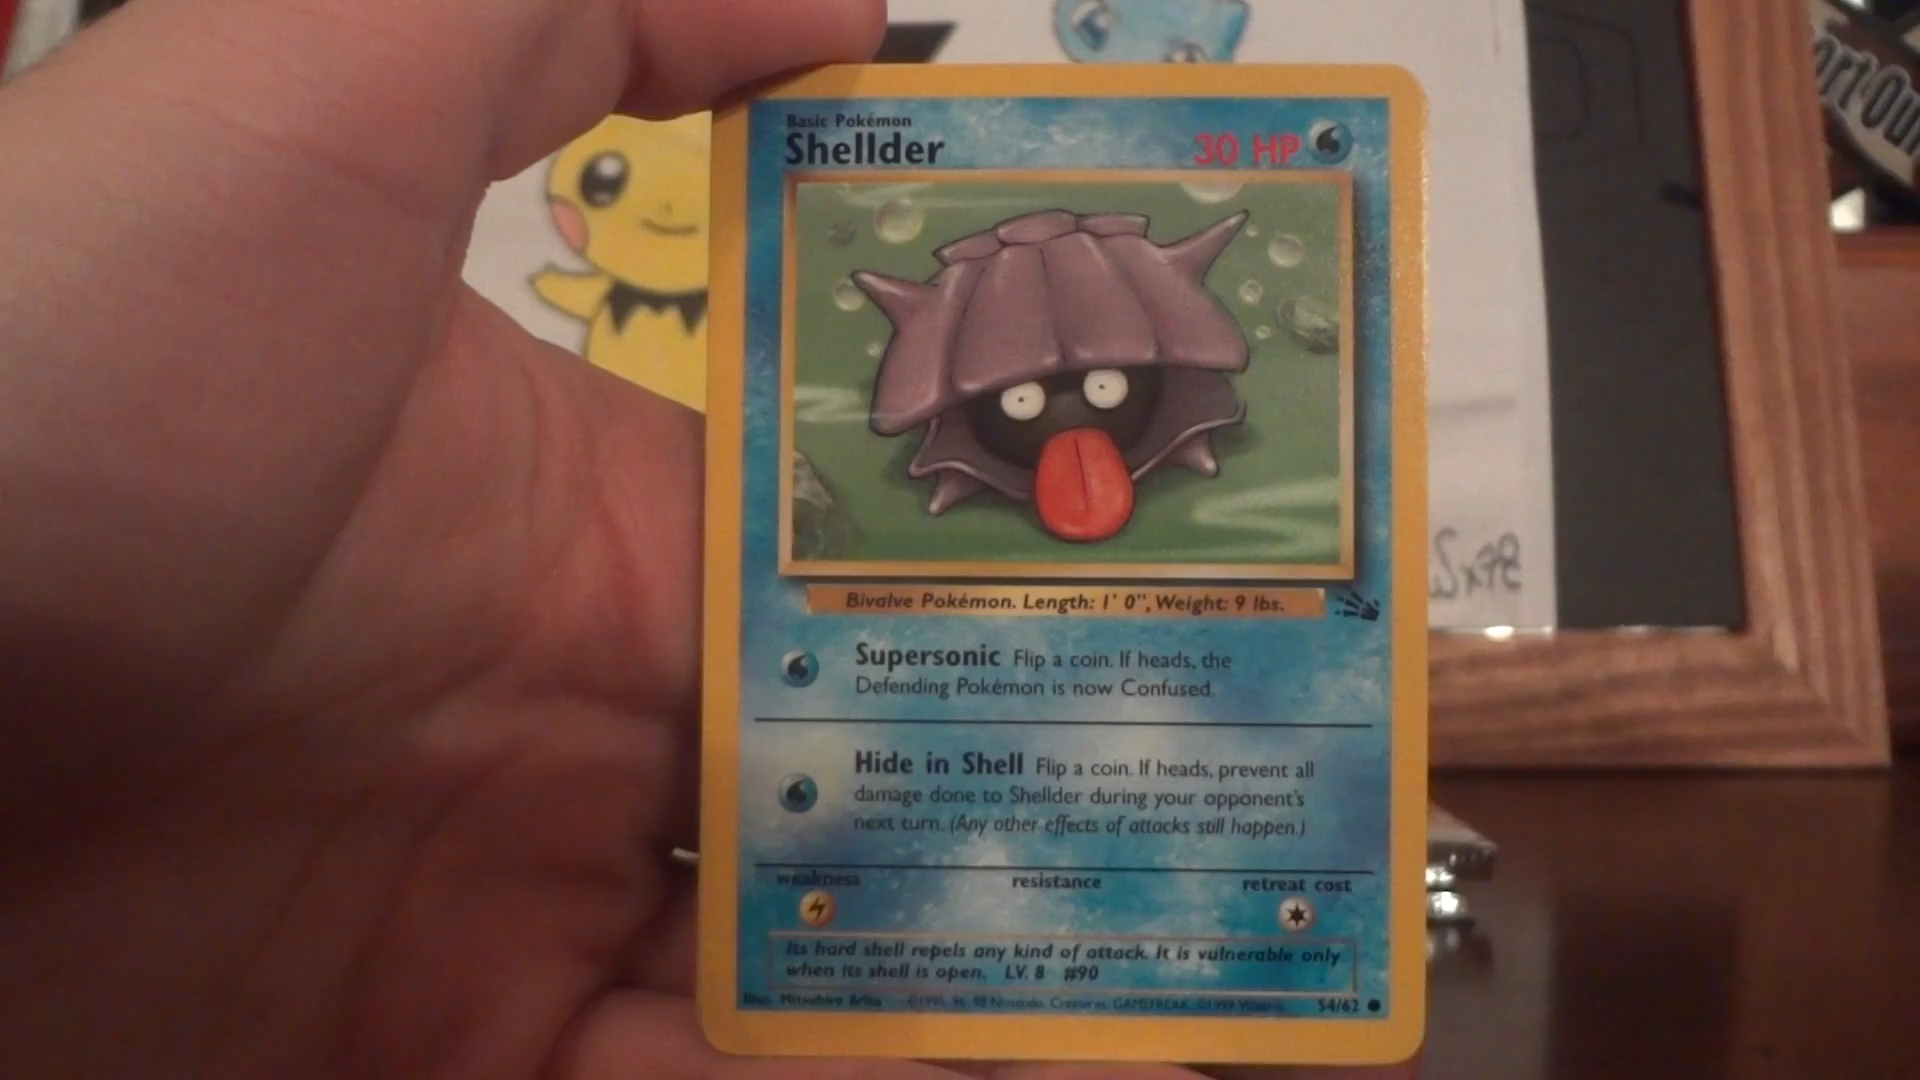 Basic Pokémon
Shellder
30 HP
Bivalve Pokémon. Length: 1' 0", Weight: 9 lbs.
Supersonic Flip a coin. If heads, the
Defending Pokémon is now Confused.
Hide in Shell Flip a coin. If heads, prevent all
damage done to Shellder during your opponent's
next turn. (Any other effects of attacks still happen.)
weakness resistance retreat cost
Its hard shell repels any kind of attack. It is vulnerable only
when its shell is open. LV. 8 #90
Illus. Mitsuhiro Arita ©1995, 96, 98 Nintendo, Creatures, GAMEFREAK. ©1999 Wizards. 54/62
ort Our